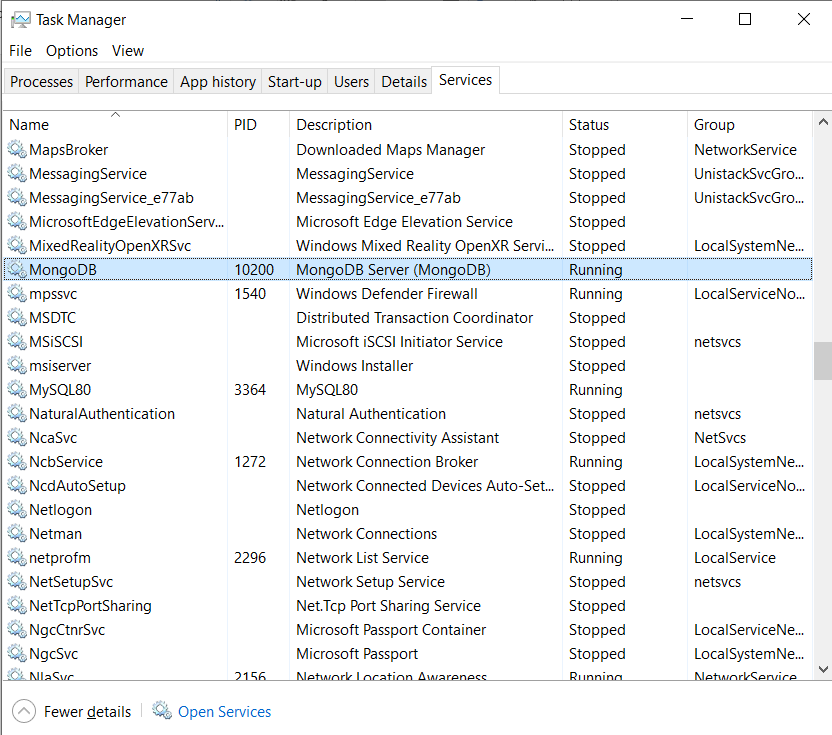 Task Manager
File Options View
Processes Performance App history Start-up Users Details Services
Name PID Description Status Group
MapsBroker Downloaded Maps Manager Stopped NetworkService
MessagingService MessagingService Stopped UnistackSvcGro...
MessagingService_e77ab MessagingService_e77ab Stopped UnistackSvcGro...
MicrosoftEdgeElevationServ... Microsoft Edge Elevation Service Stopped
MixedRealityOpenXRSvc Windows Mixed Reality OpenXR Servi... Stopped LocalSystemNe...
MongoDB 10200 MongoDB Server (MongoDB) Running
mpssvc 1540 Windows Defender Firewall Running LocalServiceNo...
MSDTC Distributed Transaction Coordinator Stopped
MSiSCSI Microsoft iSCSI Initiator Service Stopped netsvcs
msiserver Windows Installer Stopped
MySQL80 3364 MySQL80 Running
NaturalAuthentication Natural Authentication Stopped netsvcs
NcaSvc Network Connectivity Assistant Stopped NetSvcs
NcbService 1272 Network Connection Broker Running LocalSystemNe...
NcdAutoSetup Network Connected Devices Auto-Set... Stopped LocalServiceNo...
Netlogon Netlogon Stopped
Netman Network Connections Stopped LocalSystemNe...
netprofm 2296 Network List Service Running LocalService
NetSetupSvc Network Setup Service Stopped netsvcs
NetTcpPortSharing Net.Tcp Port Sharing Service Stopped
NgcCtnrSvc Microsoft Passport Container Stopped LocalServiceNe...
NgcSvc Microsoft Passport Stopped LocalSystemNe...
NlaSvc 2156 Network Location Awareness Running NetworkService
Fewer details Open Services